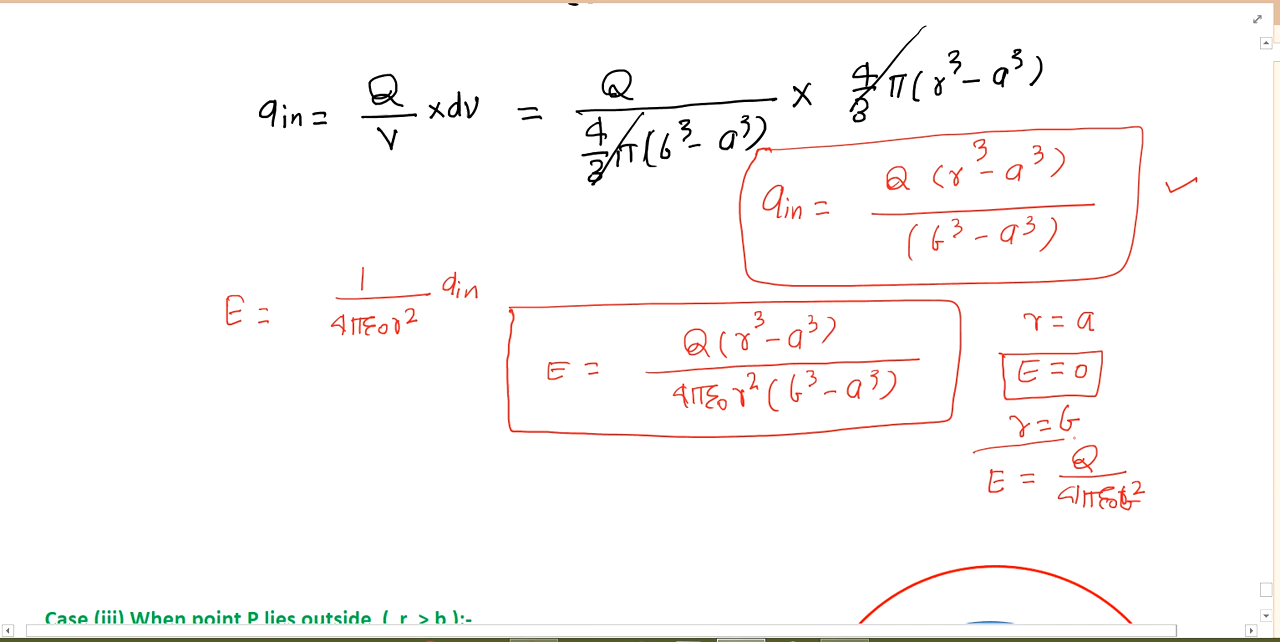 qin = Q/V x dv = Q / (4/3 π(b³ - a³)) x 4/3 π(r³ - a³)
qin = Q(r³ - a³) / (b³ - a³) ✓
E = 1/(4πε₀r²) qin
E = Q(r³ - a³) / (4πε₀r²(b³ - a³))
r = a
E = 0
r = b
E = Q / (4πε₀b²)
Case (iii) When point P lies outside ( r > b ):-